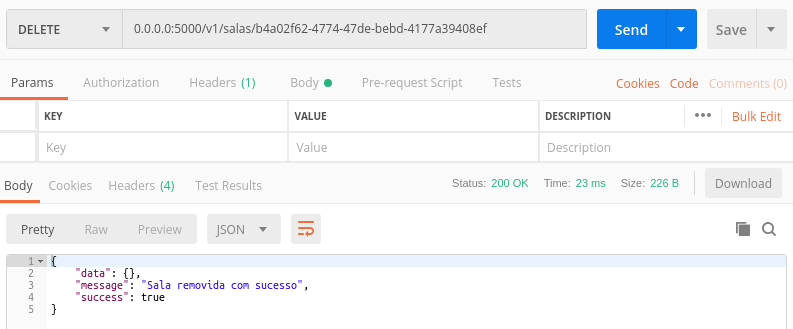 DELETE 0.0.0.0:5000/v1/salas/b4a02f62-4774-47de-bebd-4177a39408ef Send Save
Params Authorization Headers (1) Body Pre-request Script Tests Cookies Code Comments (0)
KEY VALUE DESCRIPTION Bulk Edit
Key Value Description
Body Cookies Headers (4) Test Results Status: 200 OK Time: 23 ms Size: 226 B Download
Pretty Raw Preview JSON
1 {
2 "data": {},
3 "message": "Sala removida com sucesso",
4 "success": true
5 }